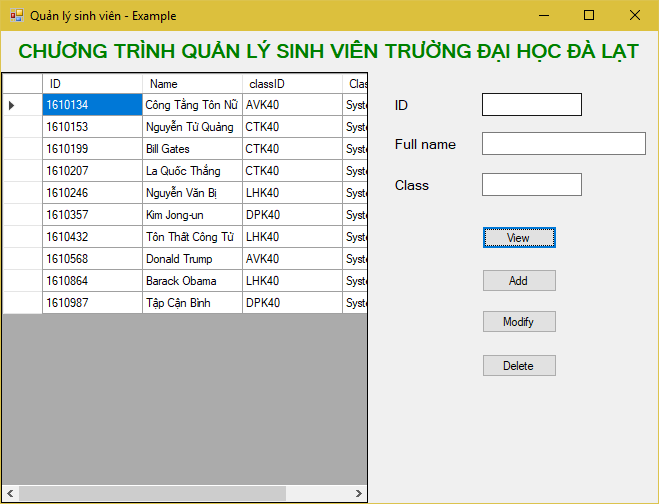 Quản lý sinh viên - Example
CHƯƠNG TRÌNH QUẢN LÝ SINH VIÊN TRƯỜNG ĐẠI HỌC ĐÀ LẠT
ID Name classID Clas
1610134 Công Tằng Tôn Nữ AVK40 Syste
1610153 Nguyễn Tử Quảng CTK40 Syste
1610199 Bill Gates CTK40 Syste
1610207 La Quốc Thắng CTK40 Syste
1610246 Nguyễn Văn Bị LHK40 Syste
1610357 Kim Jong-un DPK40 Syste
1610432 Tôn Thất Công Tử LHK40 Syste
1610568 Donald Trump AVK40 Syste
1610864 Barack Obama LHK40 Syste
1610987 Tập Cận Bình DPK40 Syste
ID
Full name
Class
View
Add
Modify
Delete